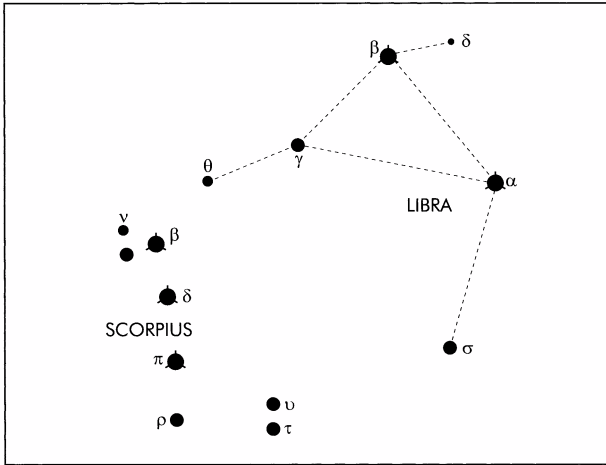 β
δ
γ
θ
α
LIBRA
ν
β
δ
SCORPIUS
π
σ
υ
ρ
τ